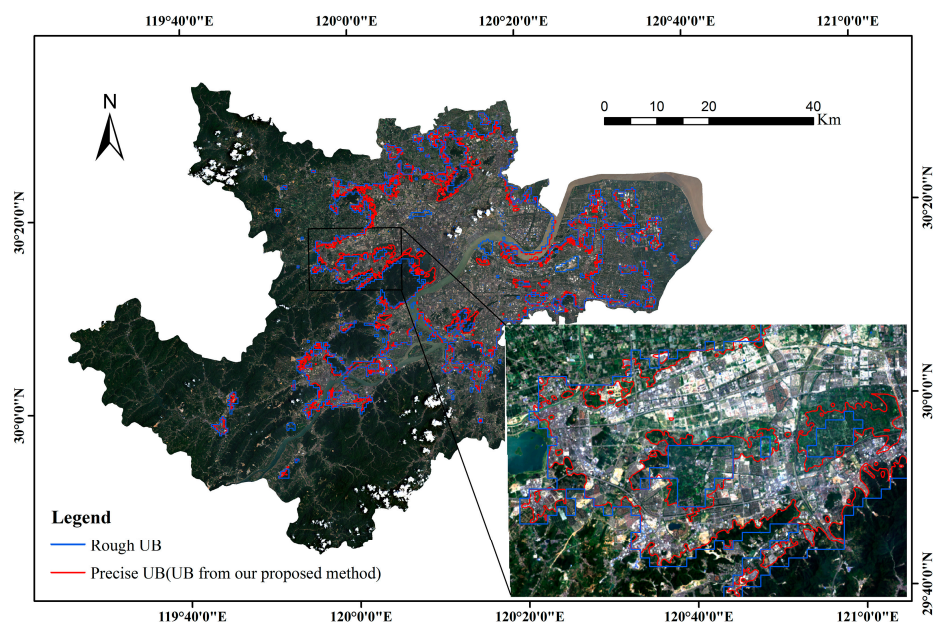 119°40'0"E 120°0'0"E 120°20'0"E 120°40'0"E 121°0'0"E
N
0 10 20 40
Km
30°20'0"N
30°0'0"N
30°20'0"N
30°0'0"N
29°40'0"N
Legend
Rough UB
Precise UB(UB from our proposed method)
119°40'0"E 120°0'0"E 120°20'0"E 120°40'0"E 121°0'0"E